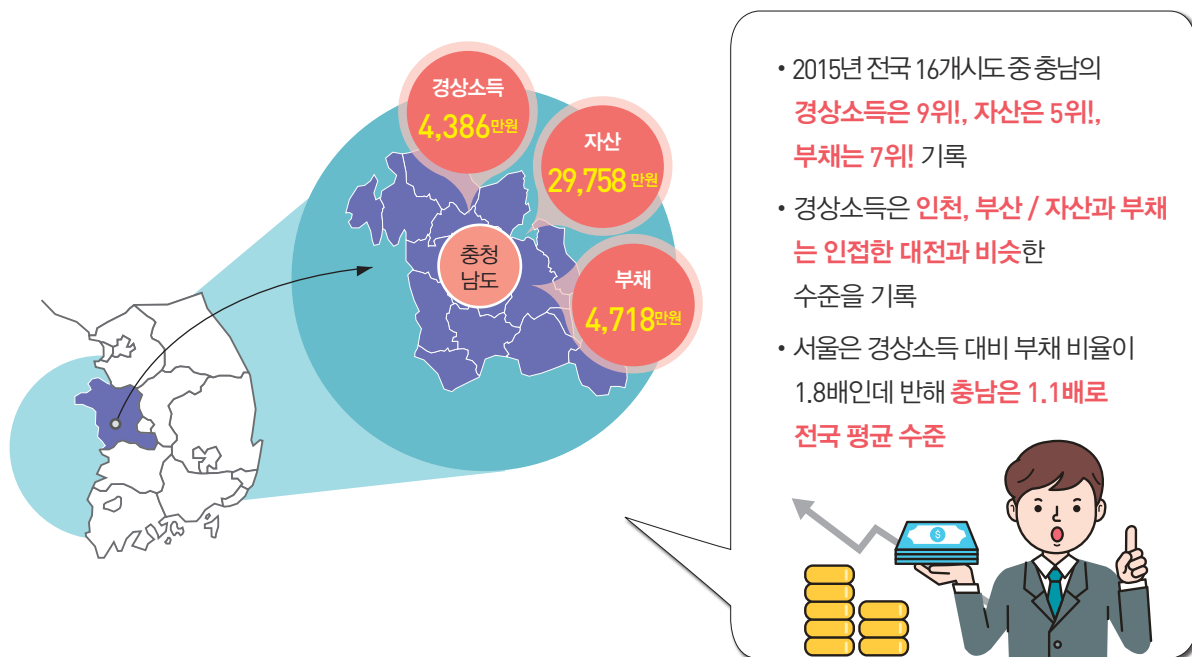 경상소득
4,386만원
자산
29,758 만원
충청
남도
부채
4,718만원
• 2015년 전국 16개시도 중 충남의
경상소득은 9위!, 자산은 5위!,
부채는 7위! 기록
• 경상소득은 인천, 부산 / 자산과 부채
는 인접한 대전과 비슷한
수준을 기록
• 서울은 경상소득 대비 부채 비율이
1.8배인데 반해 충남은 1.1배로
전국 평균 수준
$